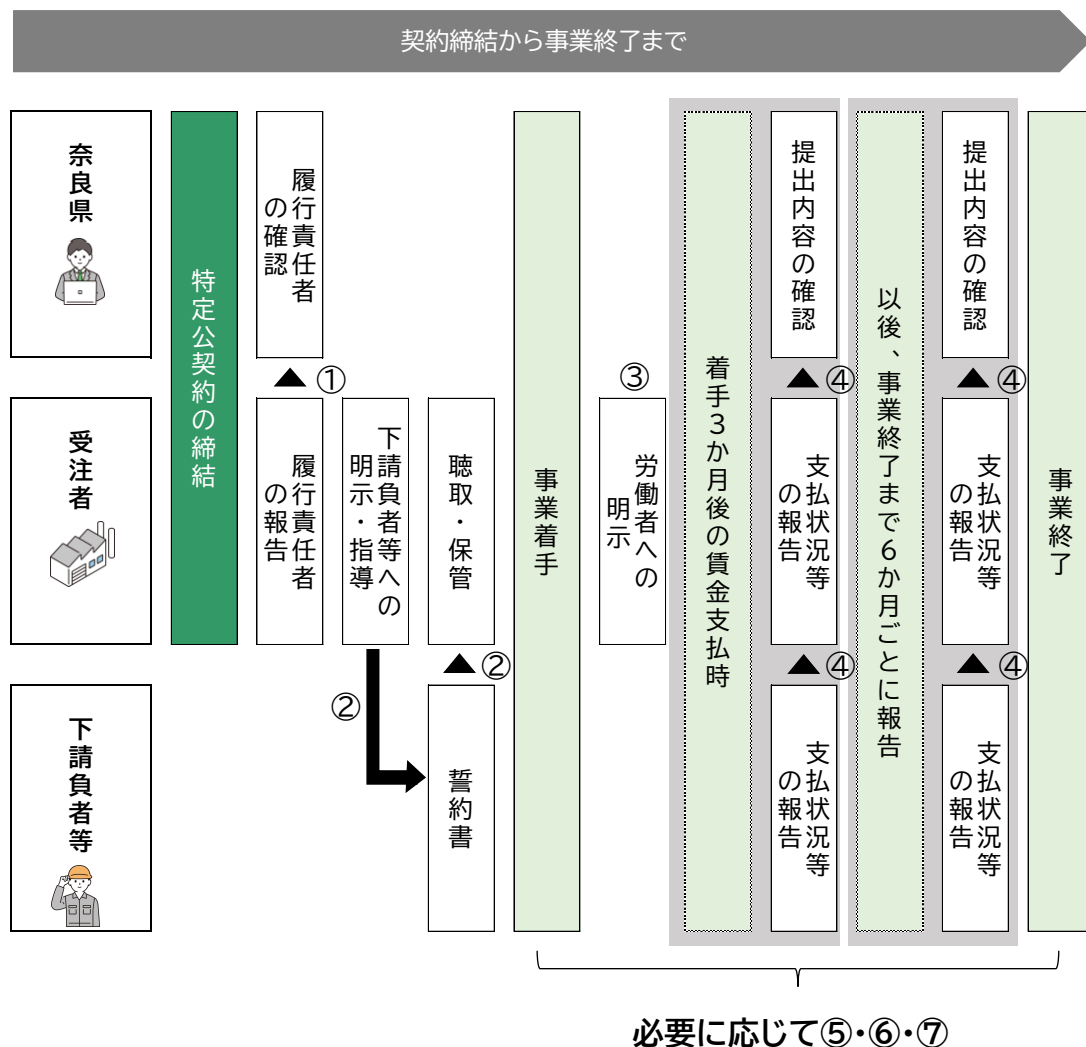 契約締結から事業終了まで
奈良県
受注者
下請負者等
特定公契約の締結
履行責任者
の確認
①
履行責任者
の報告
下請負者等への
明示・指導
②
聴取・保管
②
誓約書
事業着手
③
労働者への
明示
着手3か月後の賃金支払時
提出内容の確認
④
支払状況等
の報告
④
支払状況等
の報告
以後、事業終了まで6か月ごとに報告
提出内容の確認
④
支払状況等
の報告
④
支払状況等
の報告
事業終了
必要に応じて⑤・⑥・⑦